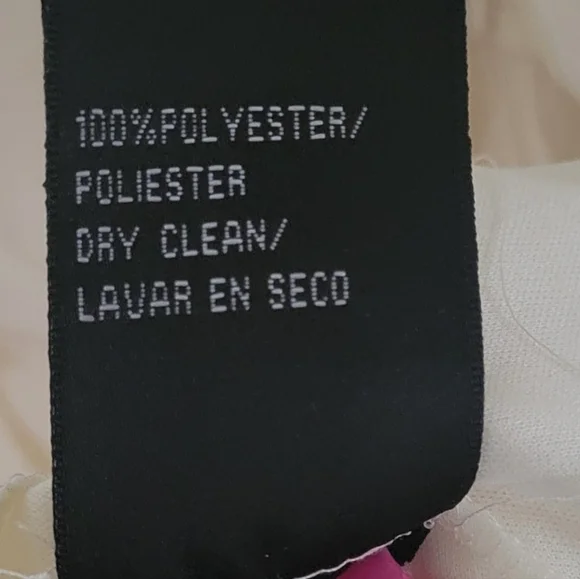 100%POLYESTER/
POLIESTER
DRY CLEAN/
LAVAR EN SECO